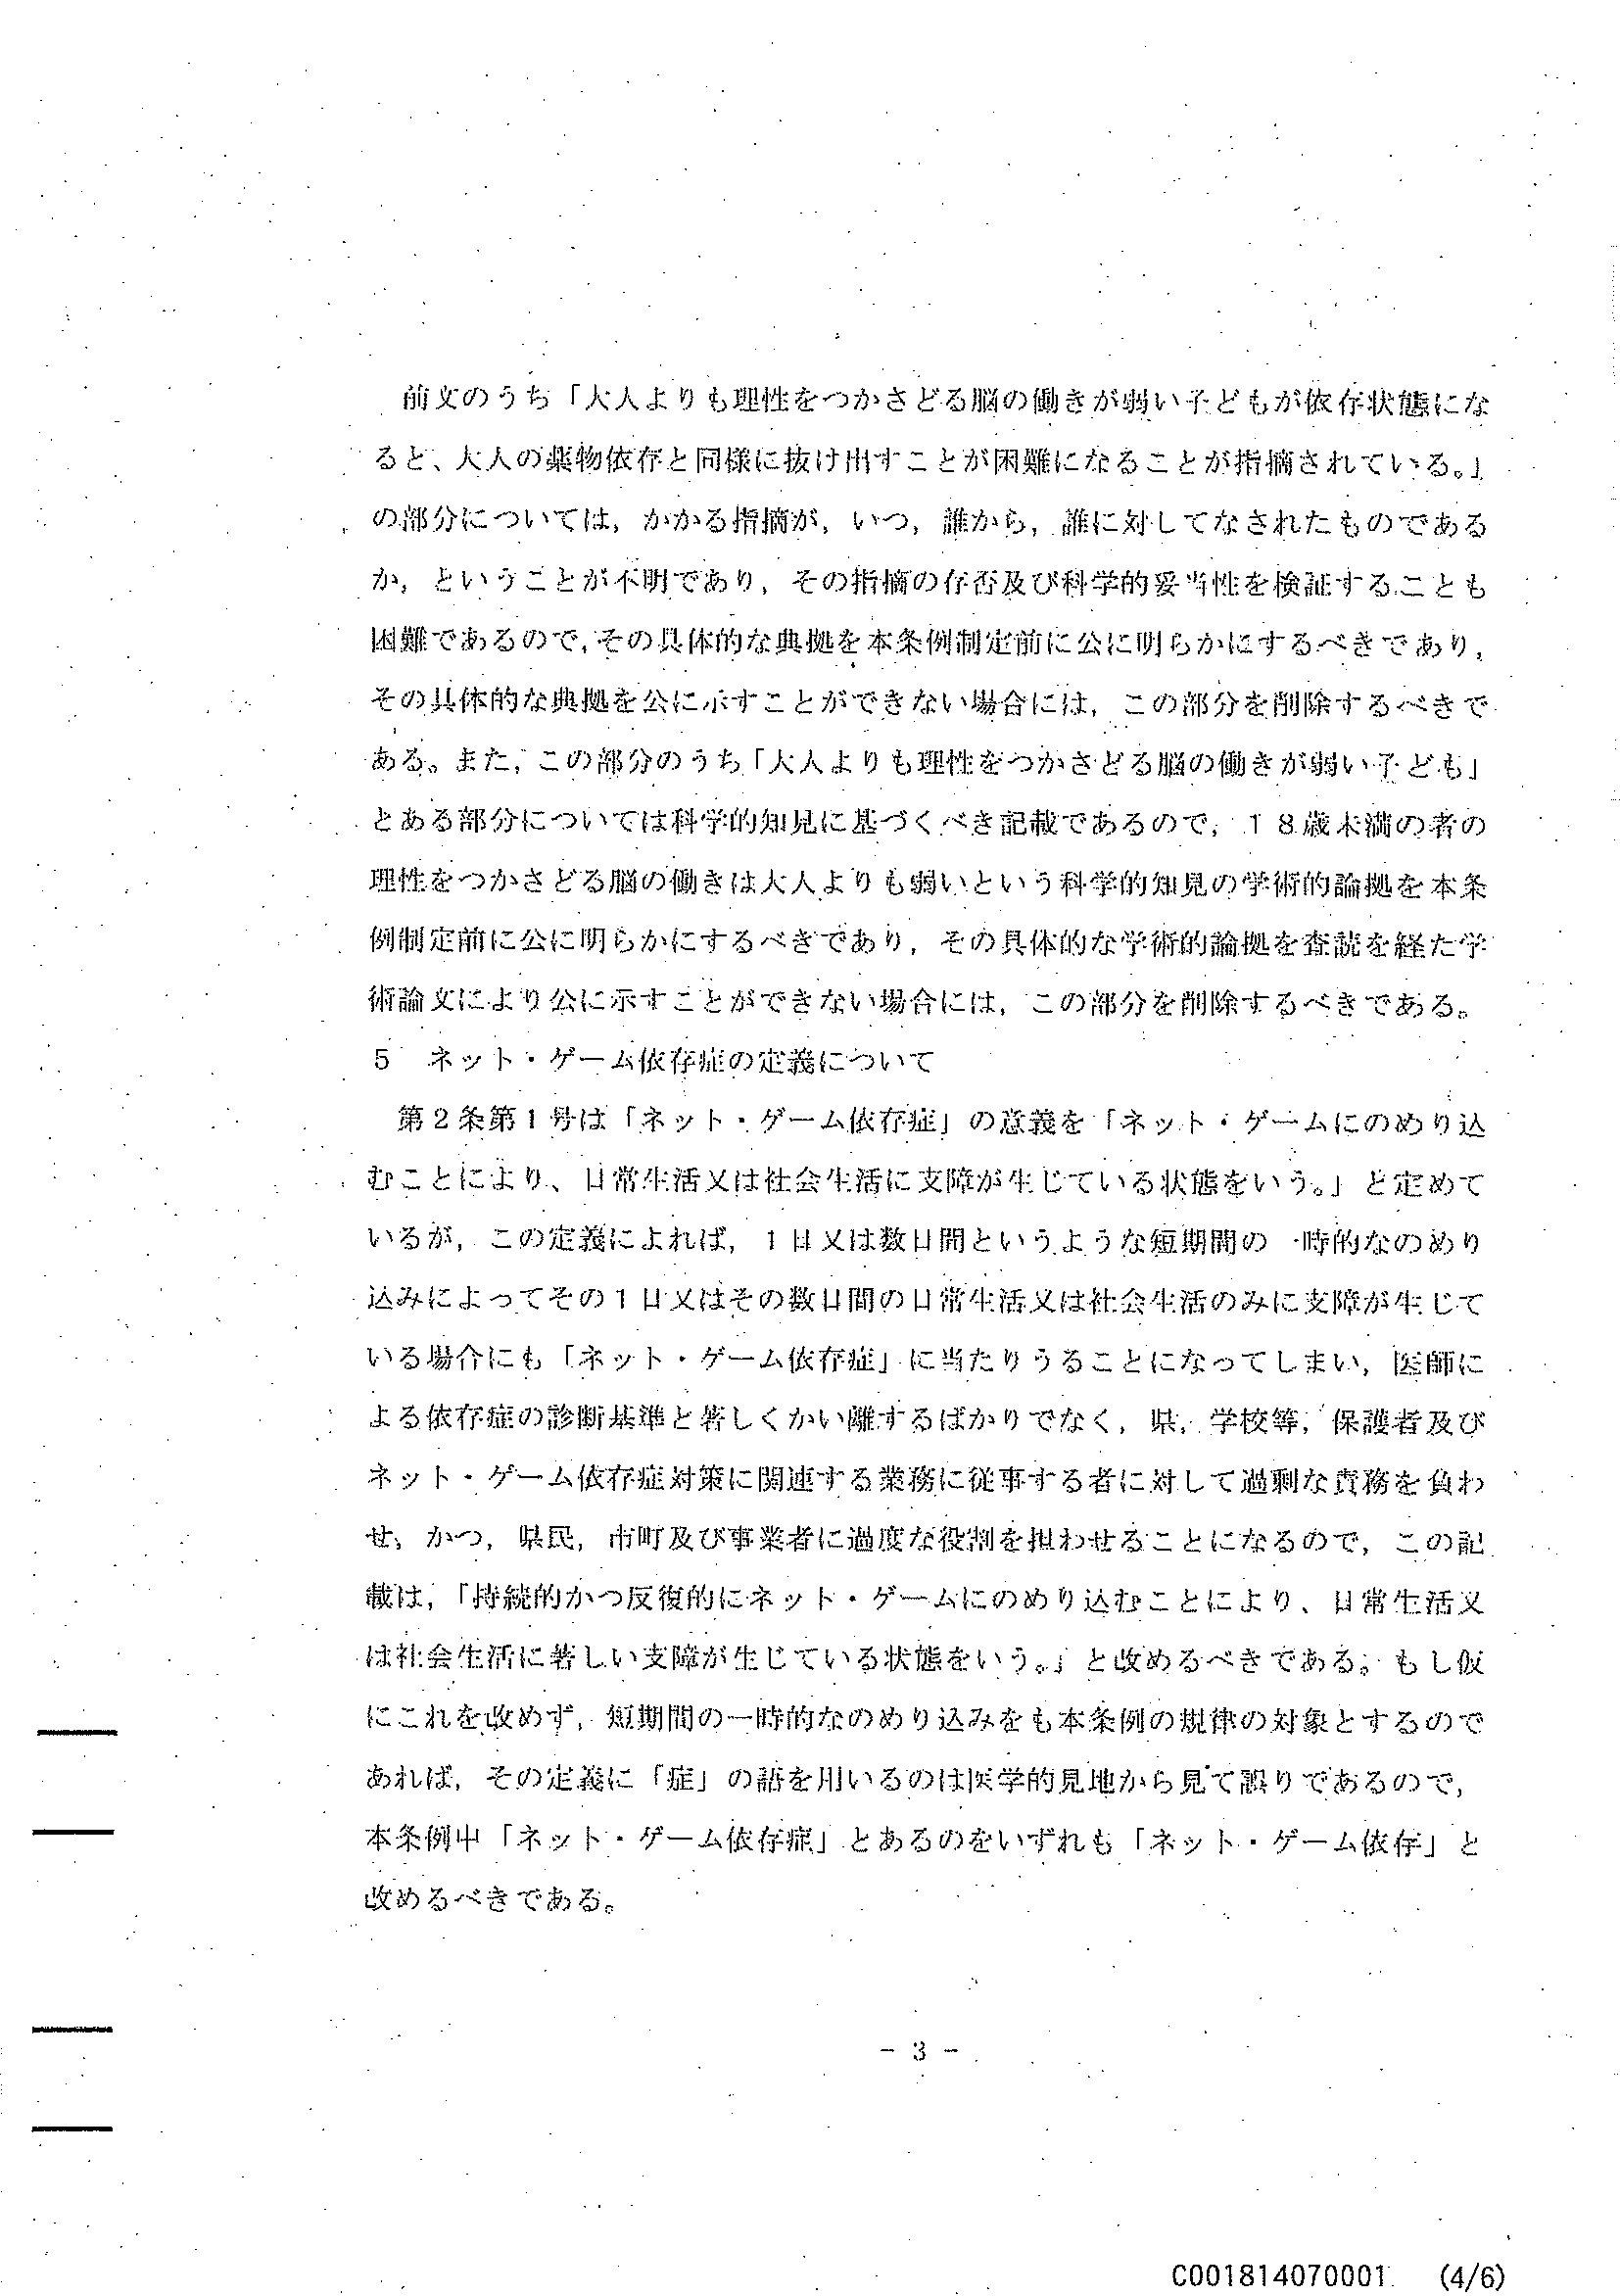 前文のうち「大人よりも理性をつかさどる脳の働きが弱い子どもが依存状態にな
ると、大人の薬物依存と同様に抜け出すことが困難になることが指摘されている。」
の部分については，かかる指摘が，いつ，誰から，誰に対してなされたものである
か，ということが不明であり，その指摘の存否及び科学的妥当性を検証することも
困難であるので，その具体的な典拠を本条例制定前に公に明らかにするべきであり，
その具体的な典拠を公に示すことができない場合には，この部分を削除するべきで
ある。また，この部分のうち「大人よりも理性をつかさどる脳の働きが弱い子ども」
とある部分については科学的知見に基づくべき記載であるので，１８歳未満の者の
理性をつかさどる脳の働きは大人よりも弱いという科学的知見の学術的論拠を本条
例制定前に公に明らかにするべきであり，その具体的な学術的論拠を査読を経た学
術論文により公に示すことができない場合には，この部分を削除するべきである。
５　ネット・ゲーム依存症の定義について
第２条第１号は「ネット・ゲーム依存症」の意義を「ネット・ゲームにのめり込
むことにより、日常生活又は社会生活に支障が生じている状態をいう。」と定めて
いるが，この定義によれば，１日又は数日間というような短期間の一時的なのめり
込みによってその１日又はその数日間の日常生活又は社会生活のみに支障が生じて
いる場合にも「ネット・ゲーム依存症」に当たりうることになってしまい，医師に
よる依存症の診断基準と著しくかい離するばかりでなく，県，学校等，保護者及び
ネット・ゲーム依存症対策に関連する業務に従事する者に対して過剰な責務を負わ
せ，かつ，県民，市町及び事業者に過度な役割を担わせることになるので，この記
載は，「持続的かつ反復的にネット・ゲームにのめり込むことにより、日常生活又
は社会生活に著しい支障が生じている状態をいう。」と改めるべきである。もし仮
にこれを改めず，短期間の一時的なのめり込みをも本条例の規律の対象とするので
あれば，その定義に「症」の語を用いるのは医学的見地から見て誤りであるので，
本条例中「ネット・ゲーム依存症」とあるのをいずれも「ネット・ゲーム依存」と
改めるべきである。
－ 3 －
C001814070001 (4/6)